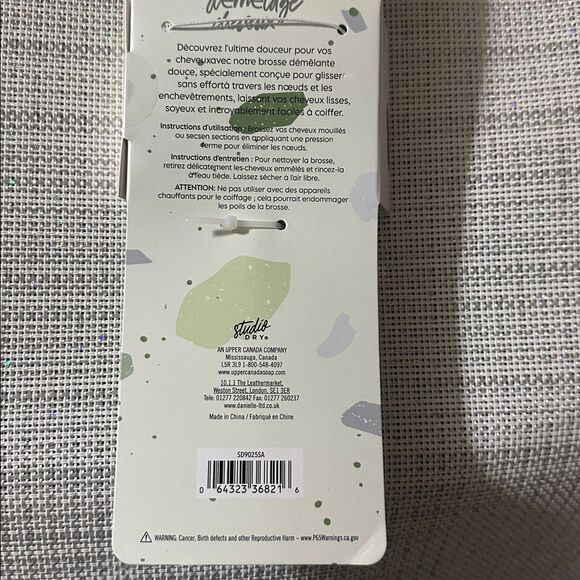 démêlage
cheveux
Découvrez l'ultime douceur pour vos
cheveuxavec notre brosse démêlante
douce, spécialement conçue pour glisser
sans effortà travers les nœuds et les
enchevêtrements, laissant vos cheveux lisses,
soyeux et incroyablement faciles à coiffer.
Instructions d'utilisation : Brossez vos cheveux mouillés
ou secsen sections en appliquant une pression
ferme pour éliminer les nœuds.
Instructions d'entretien : Pour nettoyer la brosse,
retirez délicatement les cheveux emmêlés et rincez-la
à l'eau tiède. Laissez sécher à l'air libre.
ATTENTION: Ne pas utiliser avec des appareils
chauffants pour le coiffage ; cela pourrait endommager
les poils de la brosse.
studio
DRY®
AN UPPER CANADA COMPANY
Mississauga, Canada
L5R 3L9 1-800-548-4097
www.uppercanadasoap.com
10.1.1 The Leathermarket,
Weston Street, London, SE1 3ER
Tel: 01277 220842 Fax: 01277 260237
www.danielle-ltd.co.uk
Made in China / Fabriqué en Chine
SD9025SA
0 64323 36821 6
WARNING: Cancer, Birth defects and other Reproductive Harm - www.P65Warnings.ca.gov